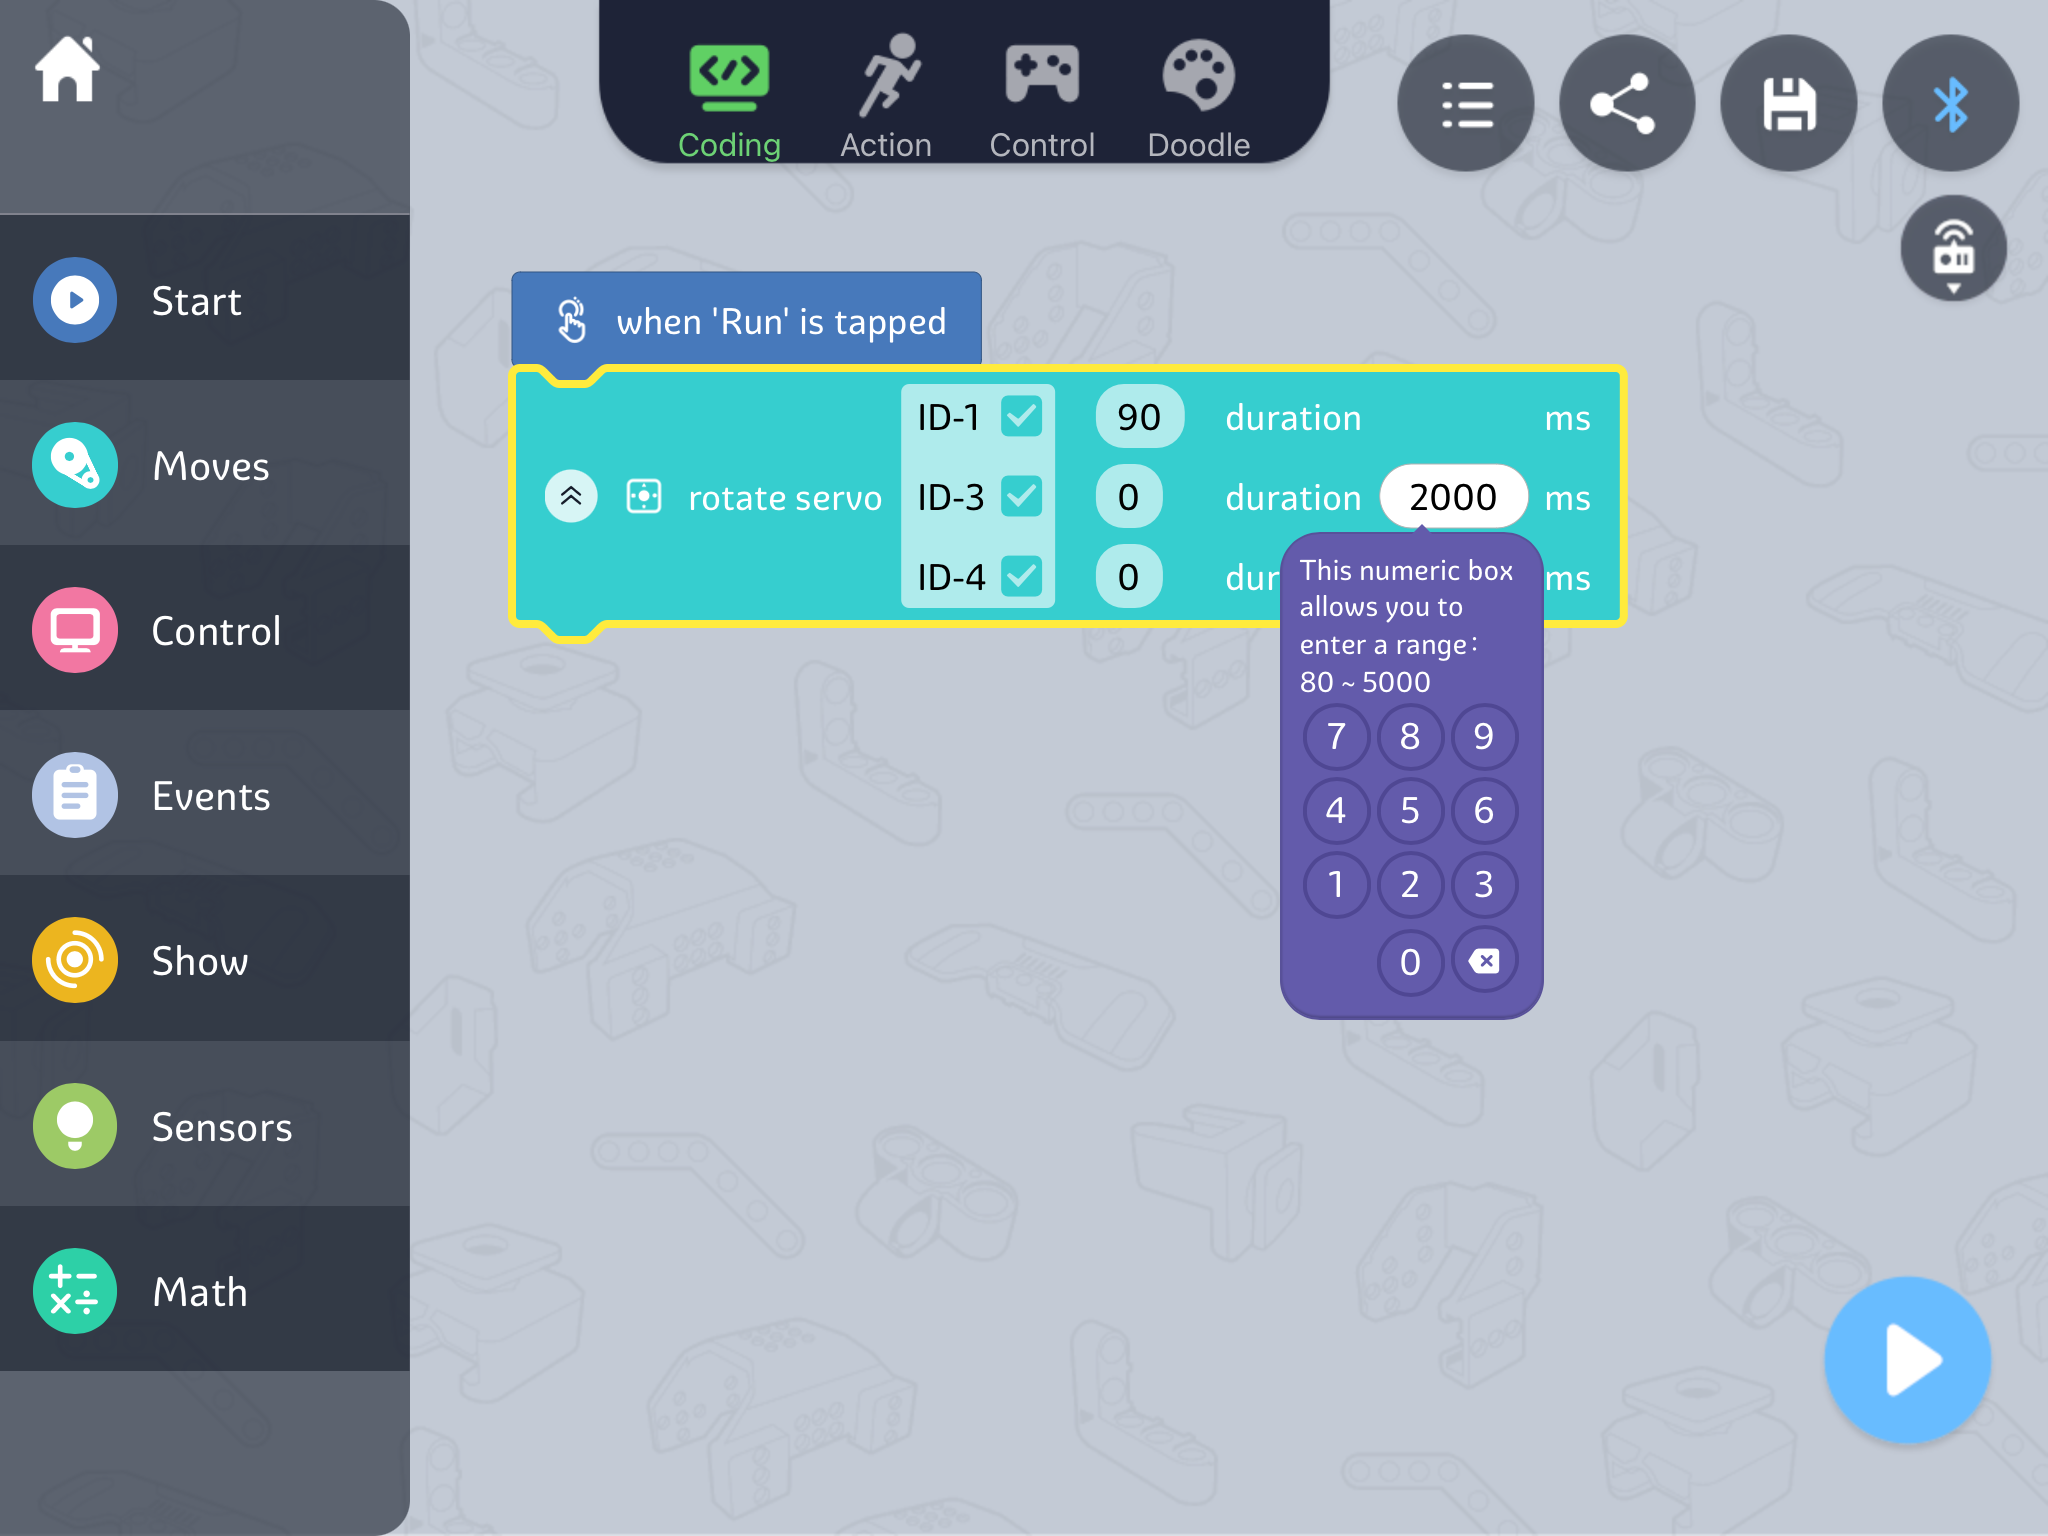 Coding
Action
Control
Doodle
Start
Moves
Control
Events
Show
Sensors
Math
when 'Run' is tapped
rotate servo
ID-1 90 duration ms
ID-3 0 duration 2000 ms
ID-4 0 dur ms
This numeric box
allows you to
enter a range:
80 ~ 5000
7 8 9
4 5 6
1 2 3
0